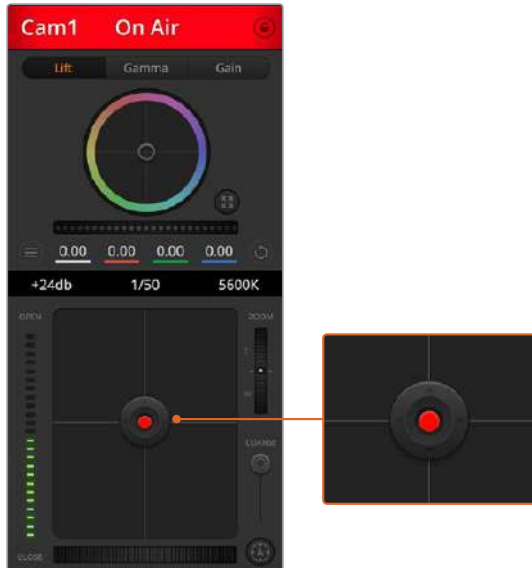 Cam1 On Air
Lift Gamma Gain
0.00 0.00 0.00 0.00
+24db 1/50 5600K
OPEN
ZOOM
T
W
COARSE
CLOSE
A